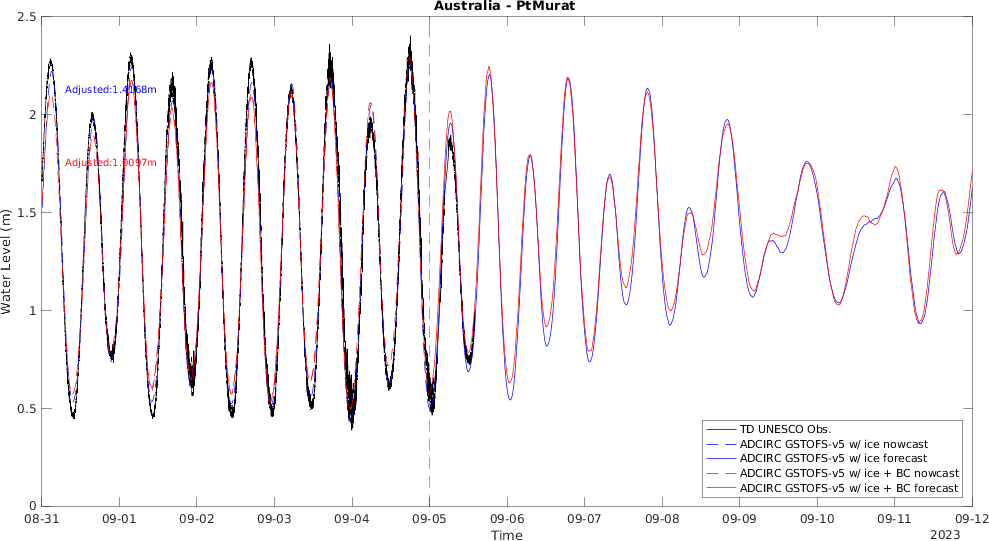 Australia - PtMurat
2.5
2
1.5
1
0.5
0
Water Level (m)
Adjusted:1.4168m
Adjusted:1.0097m
TD UNESCO Obs.
ADCIRC GSTOFS-v5 w/ ice nowcast
ADCIRC GSTOFS-v5 w/ ice forecast
ADCIRC GSTOFS-v5 w/ ice + BC nowcast
ADCIRC GSTOFS-v5 w/ ice + BC forecast
08-31 09-01 09-02 09-03 09-04 09-05 09-06 09-07 09-08 09-09 09-10 09-11 09-12
Time
2023